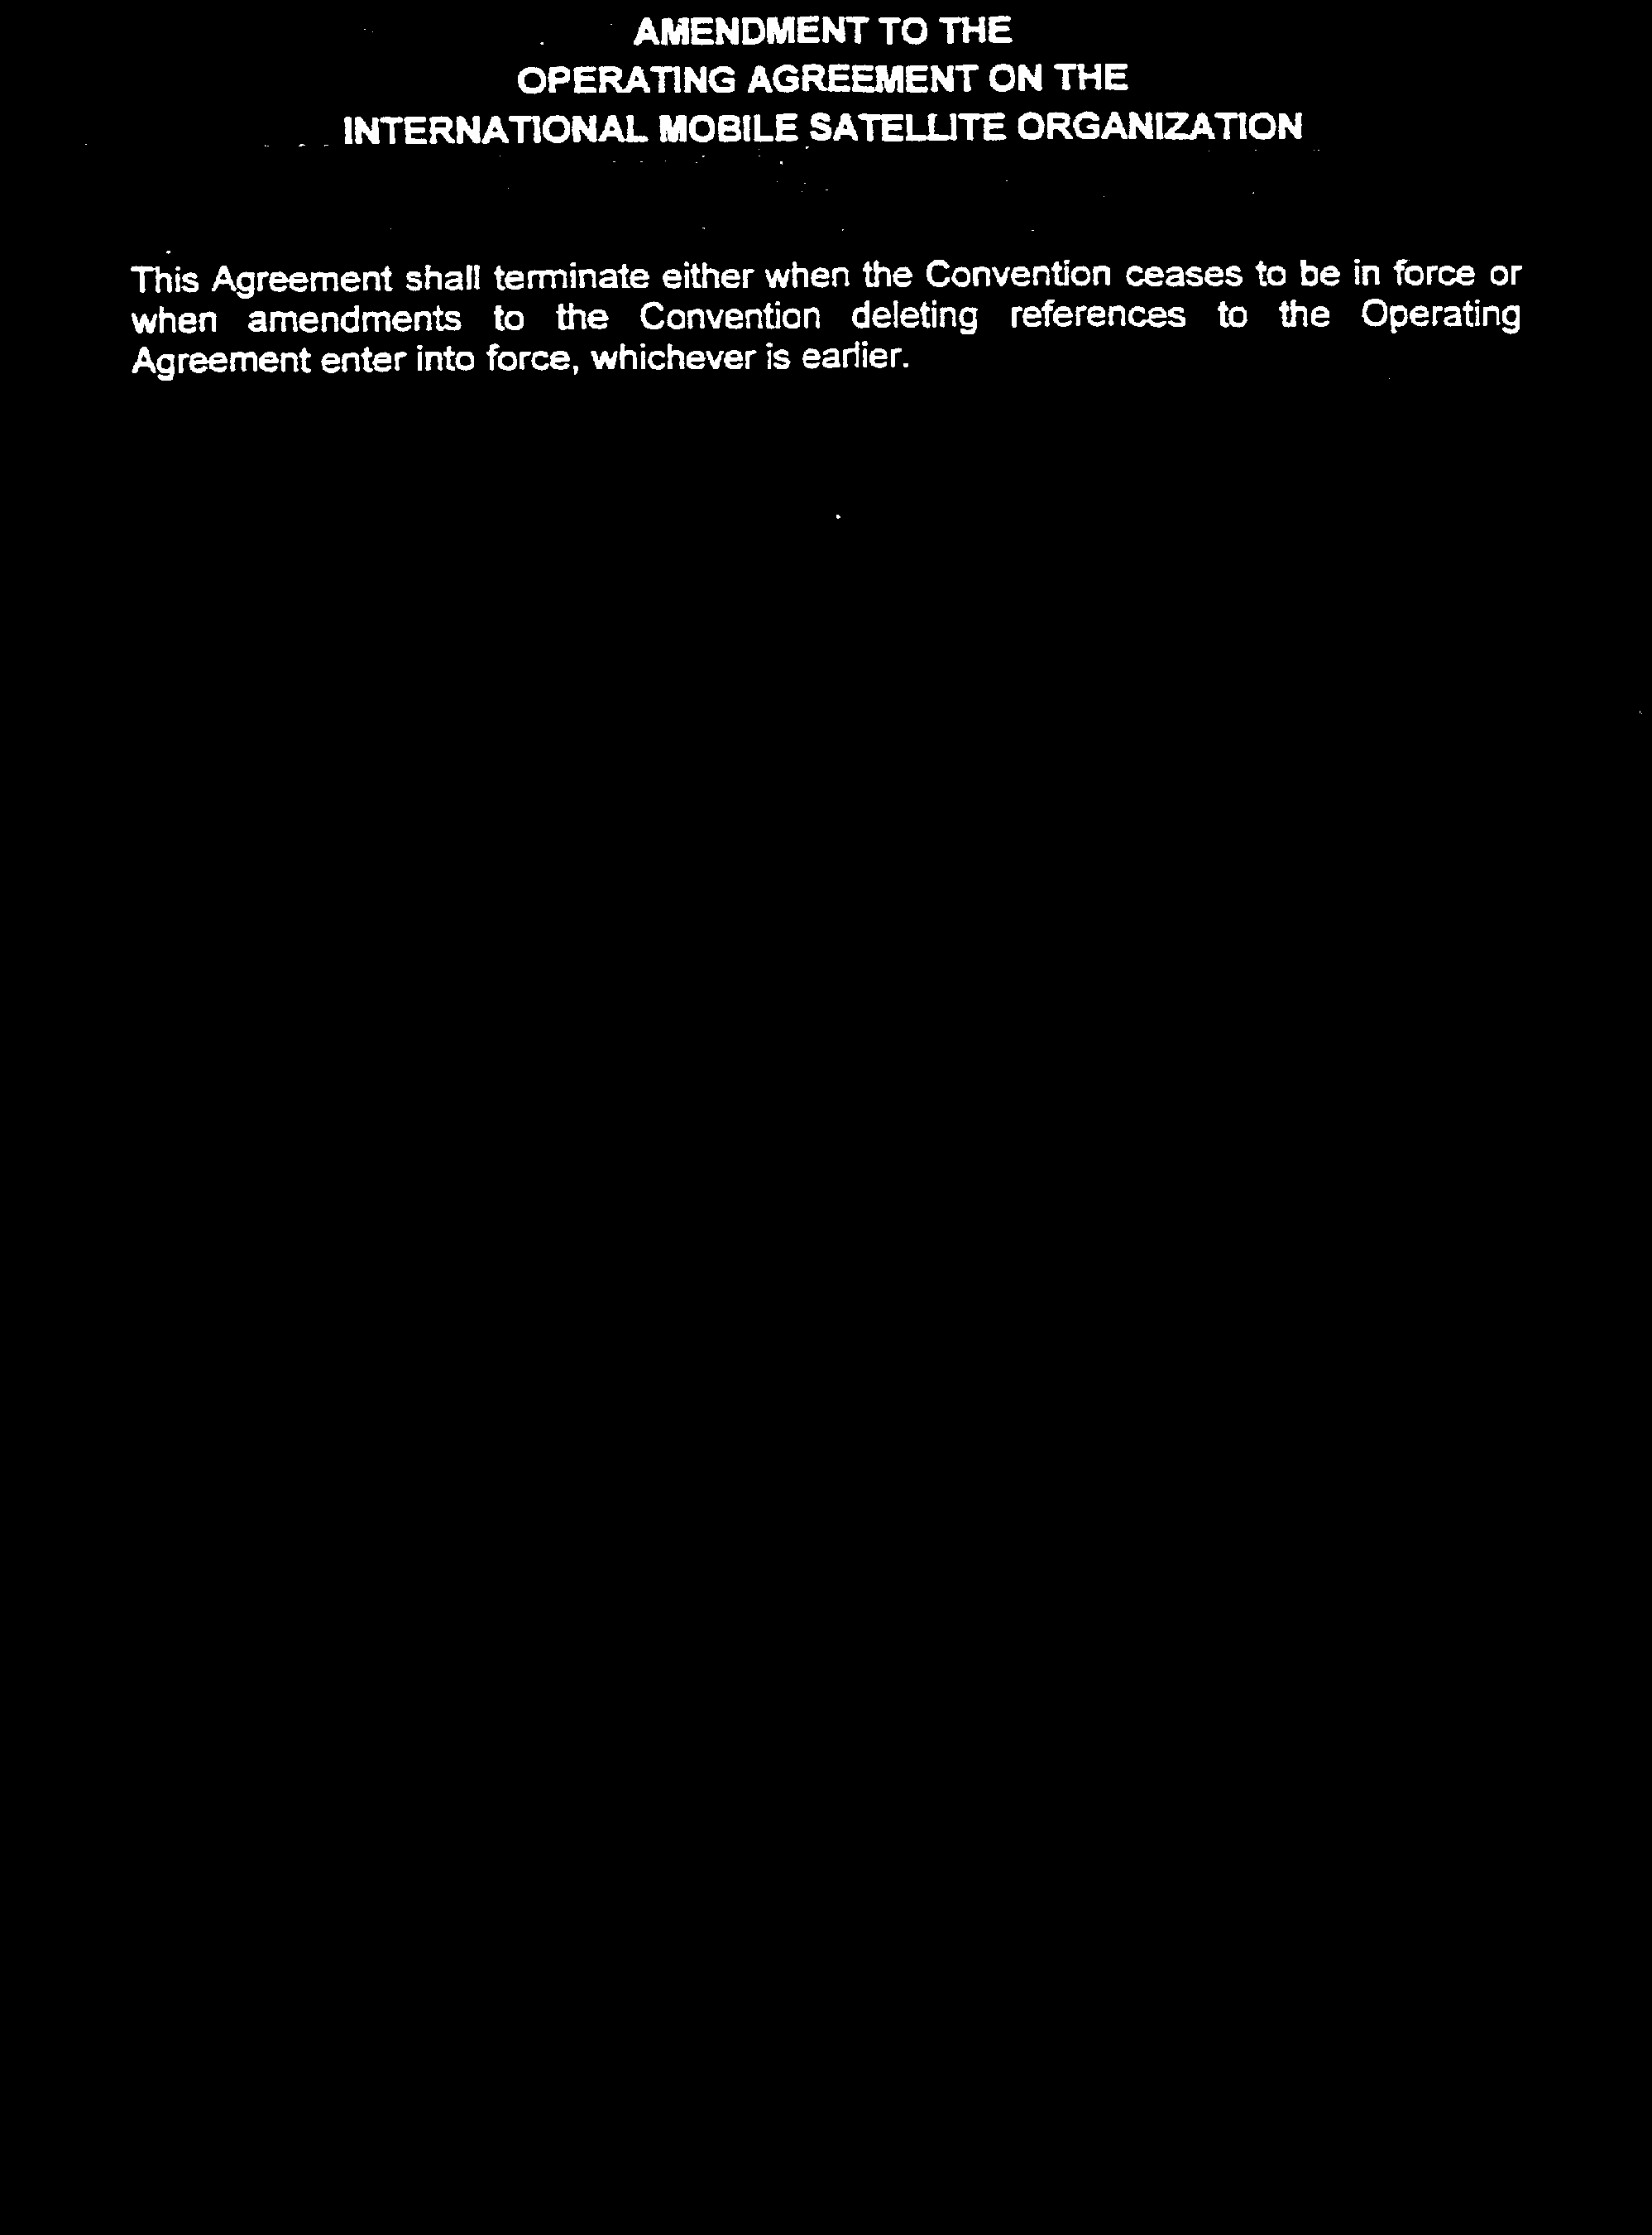 AMENDMENT TO THE
OPERATING AGREEMENT ON THE
INTERNATIONAL MOBILE SATELLITE ORGANIZATION
This Agreement shall terminate either when the Convention ceases to be in force or
when amendments to the Convention deleting references to the Operating
Agreement enter into force, whichever is earlier.